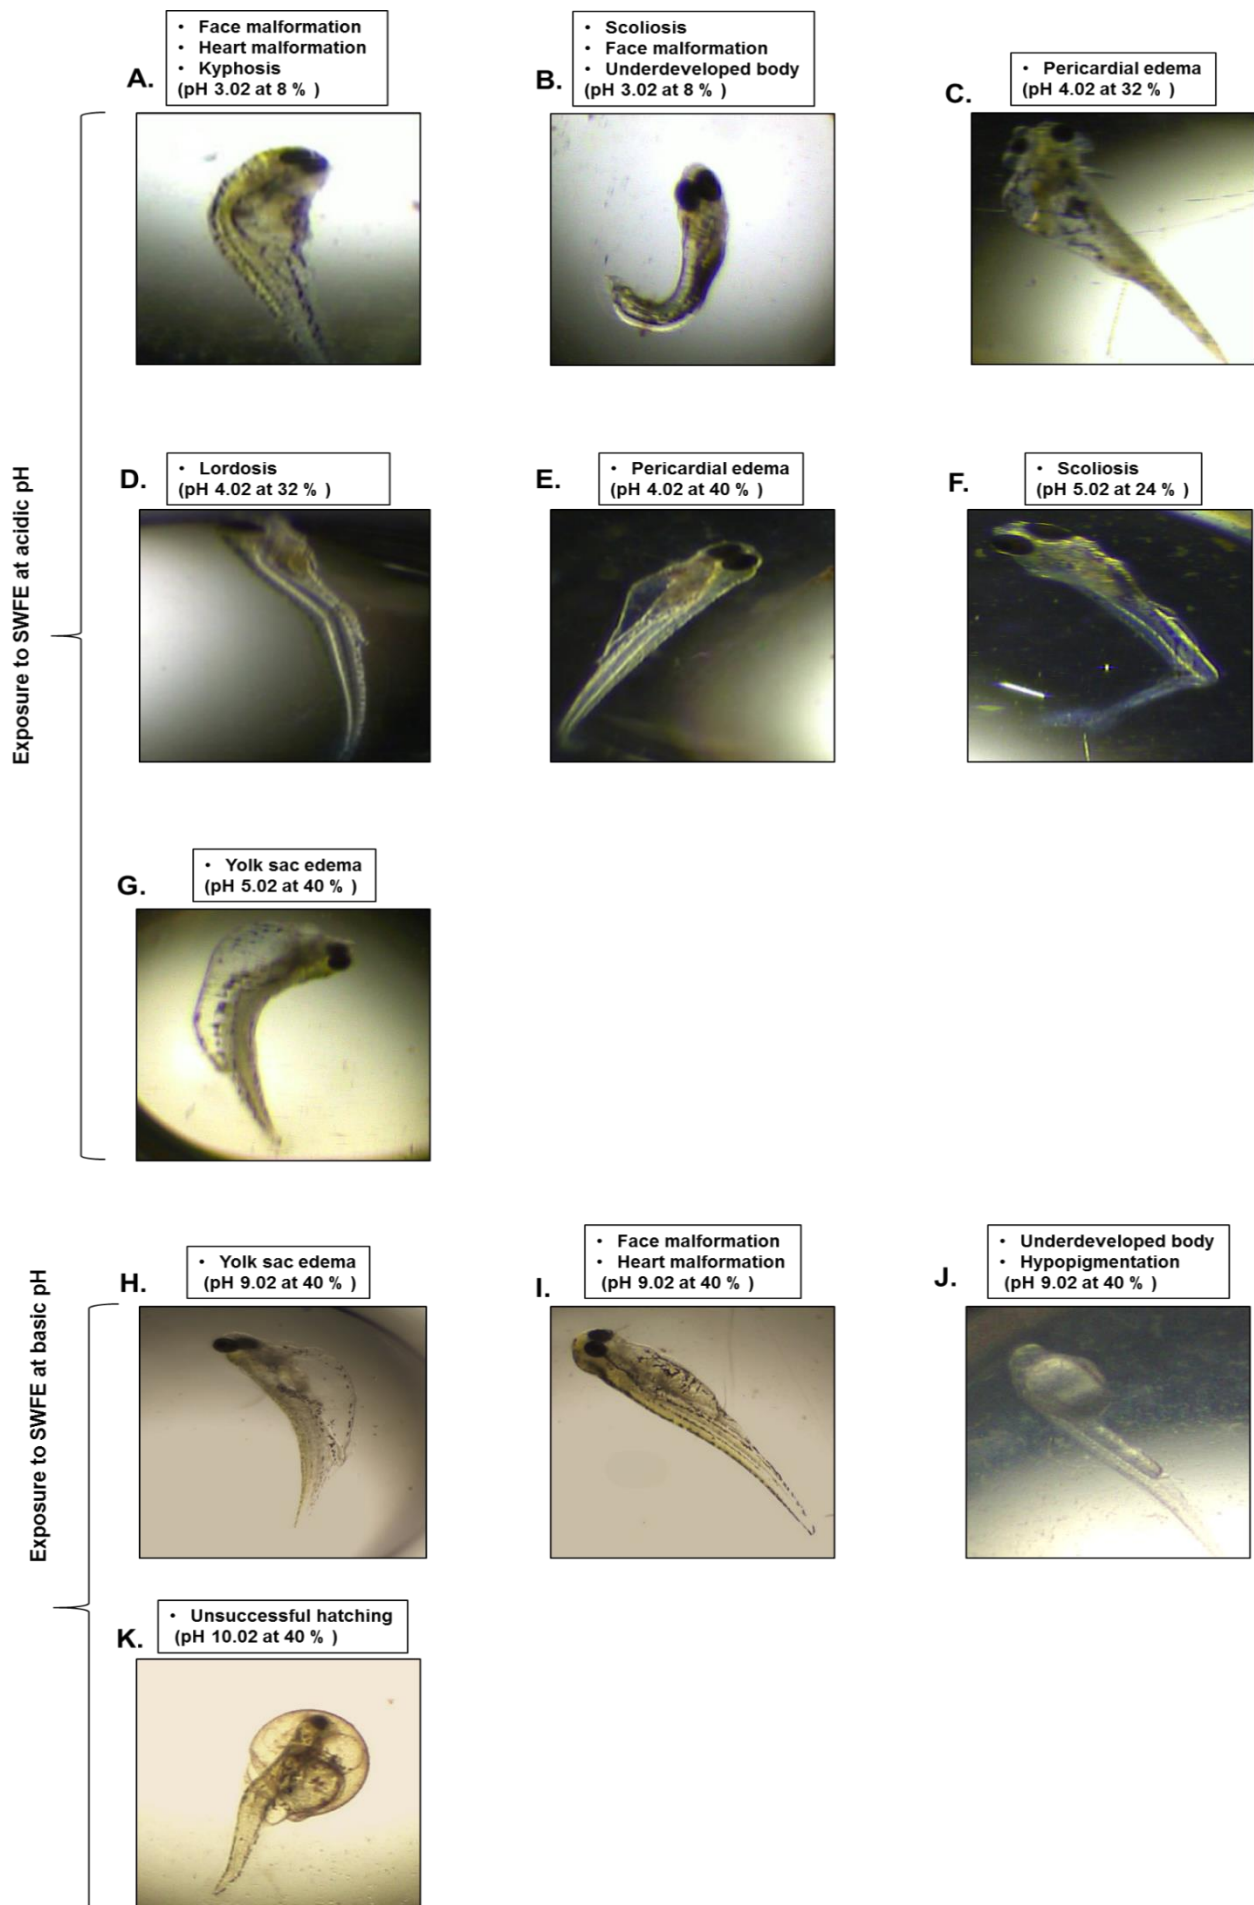 A.
• Face malformation
• Heart malformation
• Kyphosis
(pH 3.02 at 8 % )
B.
• Scoliosis
• Face malformation
• Underdeveloped body
(pH 3.02 at 8 % )
C.
• Pericardial edema
(pH 4.02 at 32 % )
Exposure to SWFE at acidic pH
D.
• Lordosis
(pH 4.02 at 32 % )
E.
• Pericardial edema
(pH 4.02 at 40 % )
F.
• Scoliosis
(pH 5.02 at 24 % )
G.
• Yolk sac edema
(pH 5.02 at 40 % )
Exposure to SWFE at basic pH
H.
• Yolk sac edema
(pH 9.02 at 40 % )
I.
• Face malformation
• Heart malformation
(pH 9.02 at 40 % )
J.
• Underdeveloped body
• Hypopigmentation
(pH 9.02 at 40 % )
K.
• Unsuccessful hatching
(pH 10.02 at 40 % )